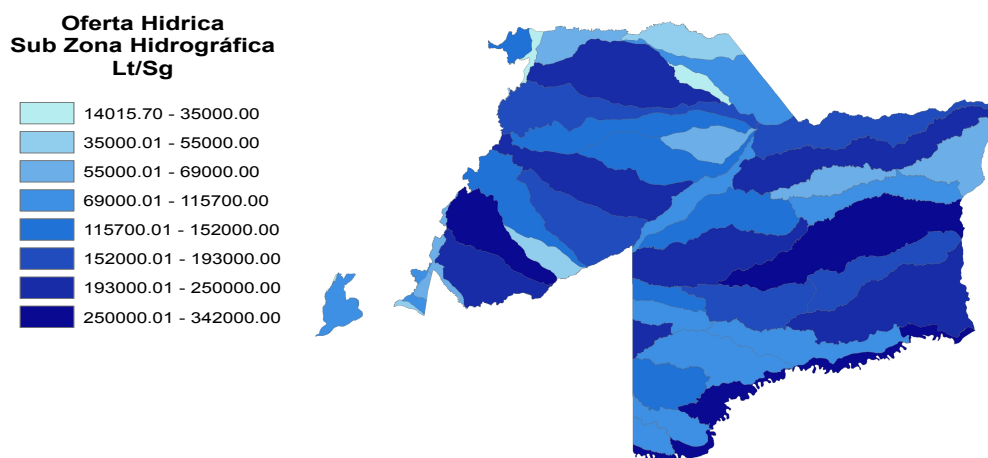 Oferta Hidrica
Sub Zona Hidrográfica
Lt/Sg
14015.70 - 35000.00
35000.01 - 55000.00
55000.01 - 69000.00
69000.01 - 115700.00
115700.01 - 152000.00
152000.01 - 193000.00
193000.01 - 250000.00
250000.01 - 342000.00